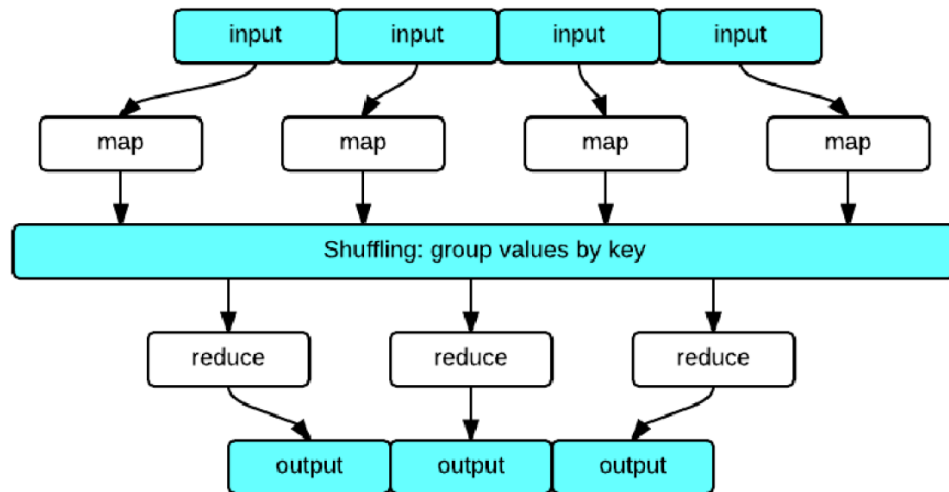 input input input input
map map map map
Shuffling: group values by key
reduce reduce reduce
output output output